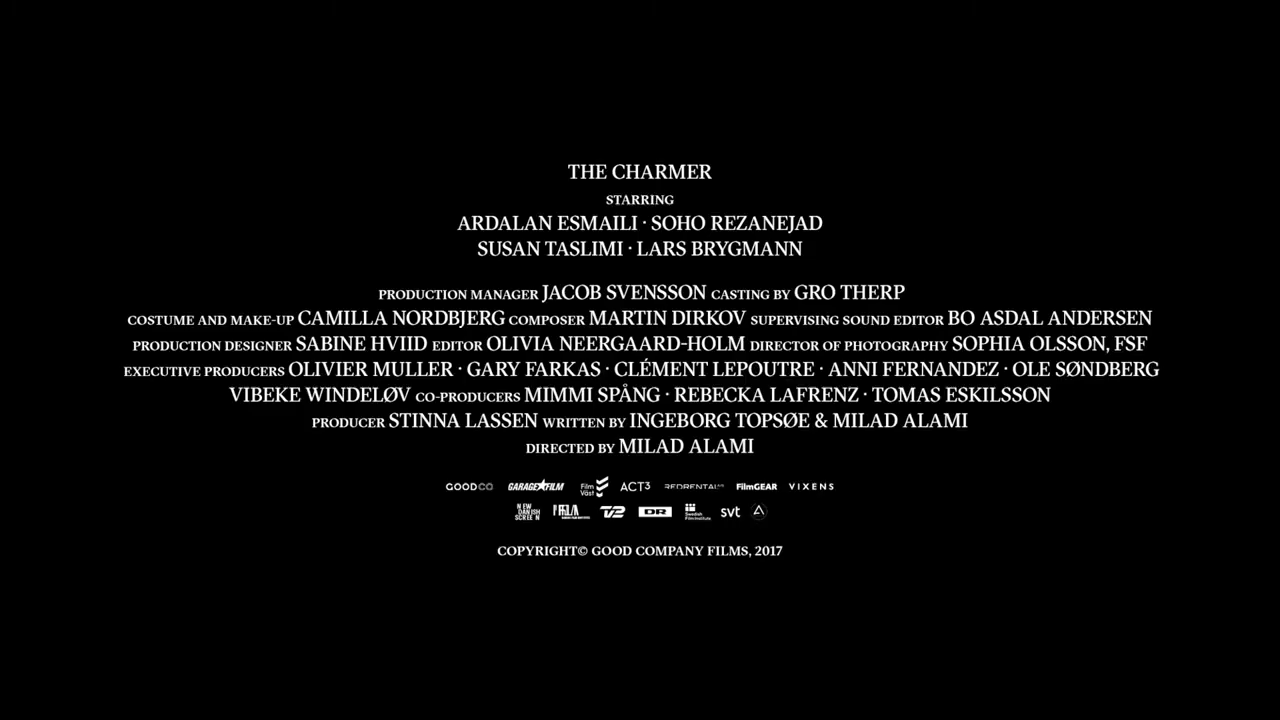 THE CHARMER
STARRING
ARDALAN ESMAILI · SOHO REZANEJAD
SUSAN TASLIMI · LARS BRYGMANN
PRODUCTION MANAGER JACOB SVENSSON CASTING BY GRO THERP
COSTUME AND MAKE-UP CAMILLA NORDBJERG COMPOSER MARTIN DIRKOV SUPERVISING SOUND EDITOR BO ASDAL ANDERSEN
PRODUCTION DESIGNER SABINE HVIID EDITOR OLIVIA NEERGAARD-HOLM DIRECTOR OF PHOTOGRAPHY SOPHIA OLSSON, FSF
EXECUTIVE PRODUCERS OLIVIER MULLER · GARY FARKAS · CLÉMENT LEPOUTRE · ANNI FERNANDEZ · OLE SØNDBERG
VIBEKE WINDELØV CO-PRODUCERS MIMMI SPÅNG · REBECKA LAFRENZ · TOMAS ESKILSSON
PRODUCER STINNA LASSEN WRITTEN BY INGEBORG TOPSØE & MILAD ALAMI
DIRECTED BY MILAD ALAMI
GOODCO GARAGEFILM Film Väst ACT3 REDRENTAL FilmGEAR VIXENS
NEW DANISH SCREEN TV2 DR Swedish Film Institute svt
COPYRIGHT© GOOD COMPANY FILMS, 2017